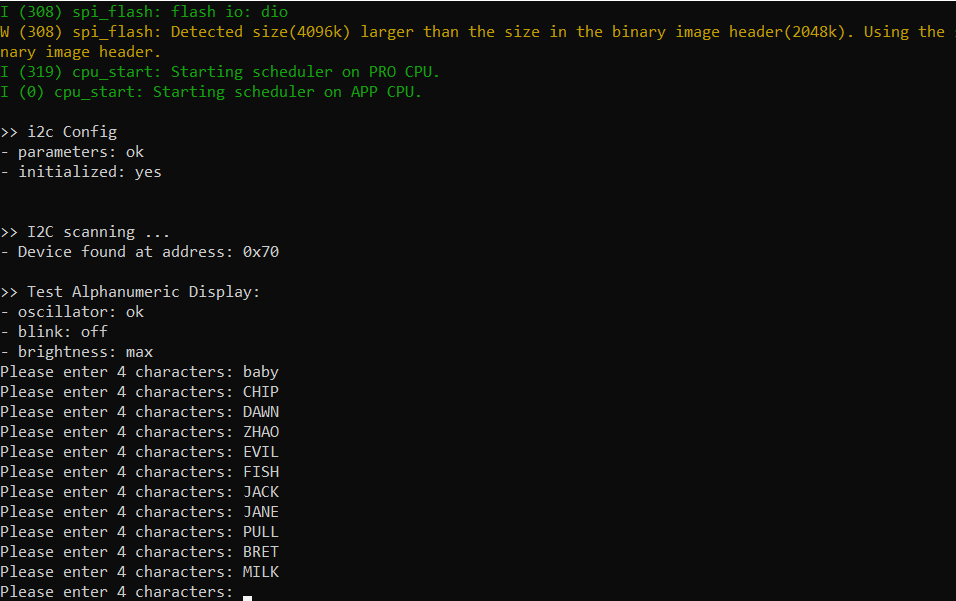 I (308) spi_flash: flash io: dio
W (308) spi_flash: Detected size(4096k) larger than the size in the binary image header(2048k). Using the
nary image header.
I (319) cpu_start: Starting scheduler on PRO CPU.
I (0) cpu_start: Starting scheduler on APP CPU.
>> i2c Config
- parameters: ok
- initialized: yes
>> I2C scanning ...
- Device found at address: 0x70
>> Test Alphanumeric Display:
- oscillator: ok
- blink: off
- brightness: max
Please enter 4 characters: baby
Please enter 4 characters: CHIP
Please enter 4 characters: DAWN
Please enter 4 characters: ZHAO
Please enter 4 characters: EVIL
Please enter 4 characters: FISH
Please enter 4 characters: JACK
Please enter 4 characters: JANE
Please enter 4 characters: PULL
Please enter 4 characters: BRET
Please enter 4 characters: MILK
Please enter 4 characters: